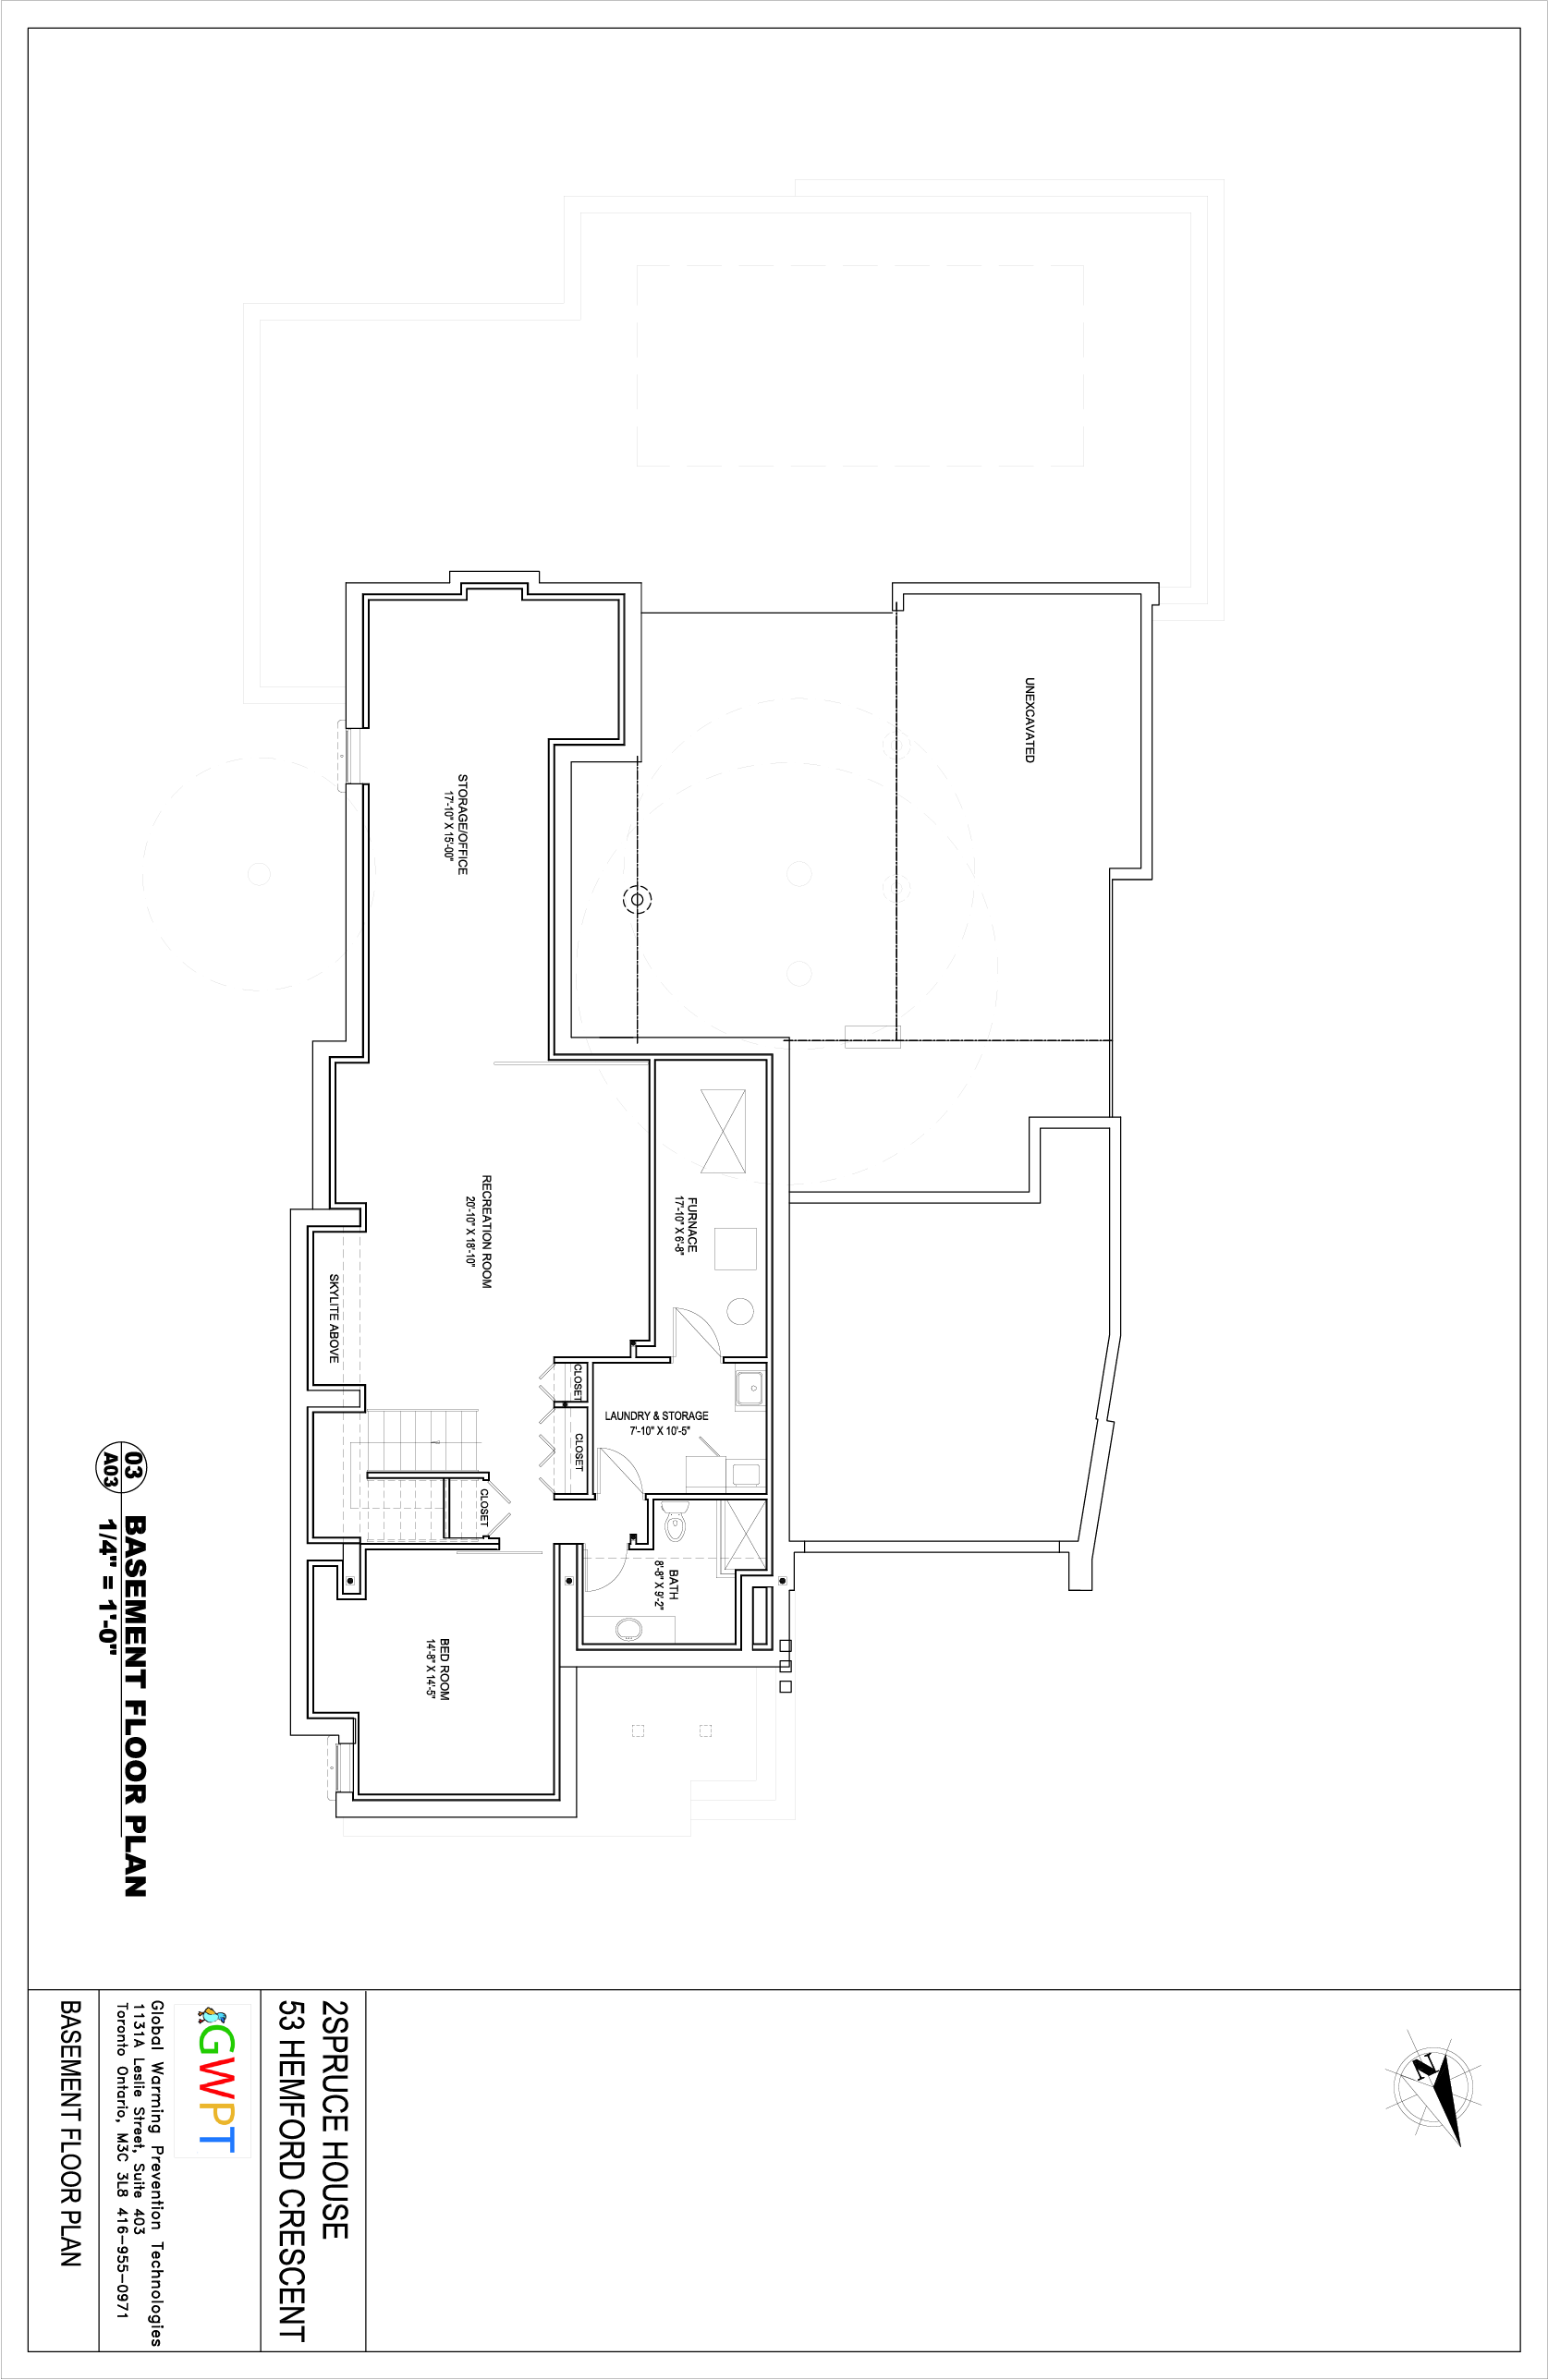 UNEXCAVATED
STORAGE/OFFICE
17'-10" X 15'-00"
FURNACE
17'-10" X 6'-8"
RECREATION ROOM
20'-10" X 18'-10"
SKYLITE ABOVE
CLOSET
CLOSET
LAUNDRY & STORAGE
7'-10" X 10'-5"
CLOSET
BATH
8'-8" X 9'-2"
BED ROOM
14'-8" X 14'-5"
03
A03
BASEMENT FLOOR PLAN
1/4" = 1'-0"
N
2SPRUCE HOUSE
53 HEMFORD CRESCENT
GWPT
Global Warming Prevention Technologies
1131A Leslie Street, Suite 403
Toronto Ontario, M3C 3L8 416-955-0971
BASEMENT FLOOR PLAN